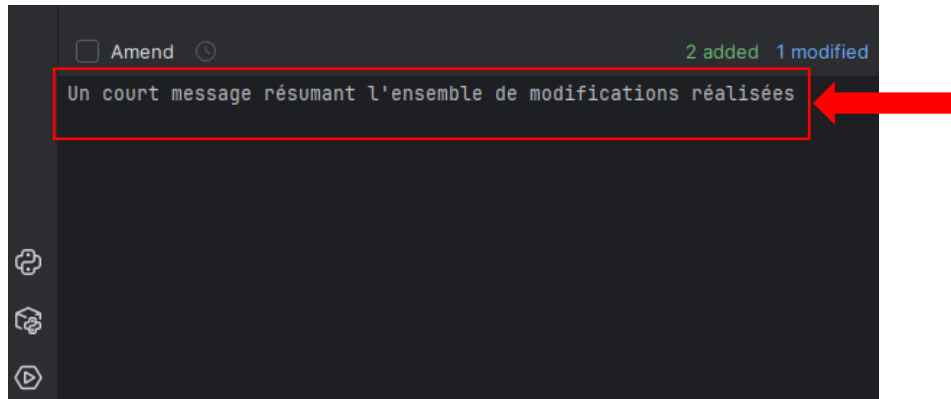 Amend 2 added 1 modified
Un court message résumant l'ensemble de modifications réalisées